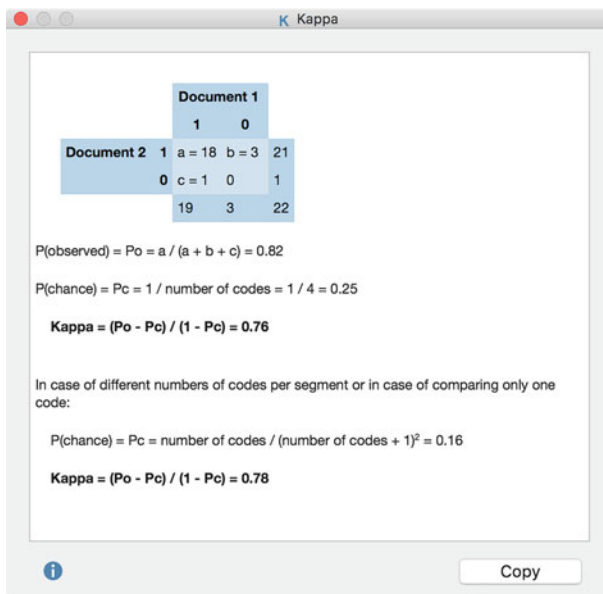 K Kappa
Document 1
1 0
Document 2 1 a = 18 b = 3 21
0 c = 1 0 1
19 3 22
P(observed) = Po = a / (a + b + c) = 0.82
P(chance) = Pc = 1 / number of codes = 1 / 4 = 0.25
Kappa = (Po - Pc) / (1 - Pc) = 0.76
In case of different numbers of codes per segment or in case of comparing only one
code:
P(chance) = Pc = number of codes / (number of codes + 1)² = 0.16
Kappa = (Po - Pc) / (1 - Pc) = 0.78
i
Copy